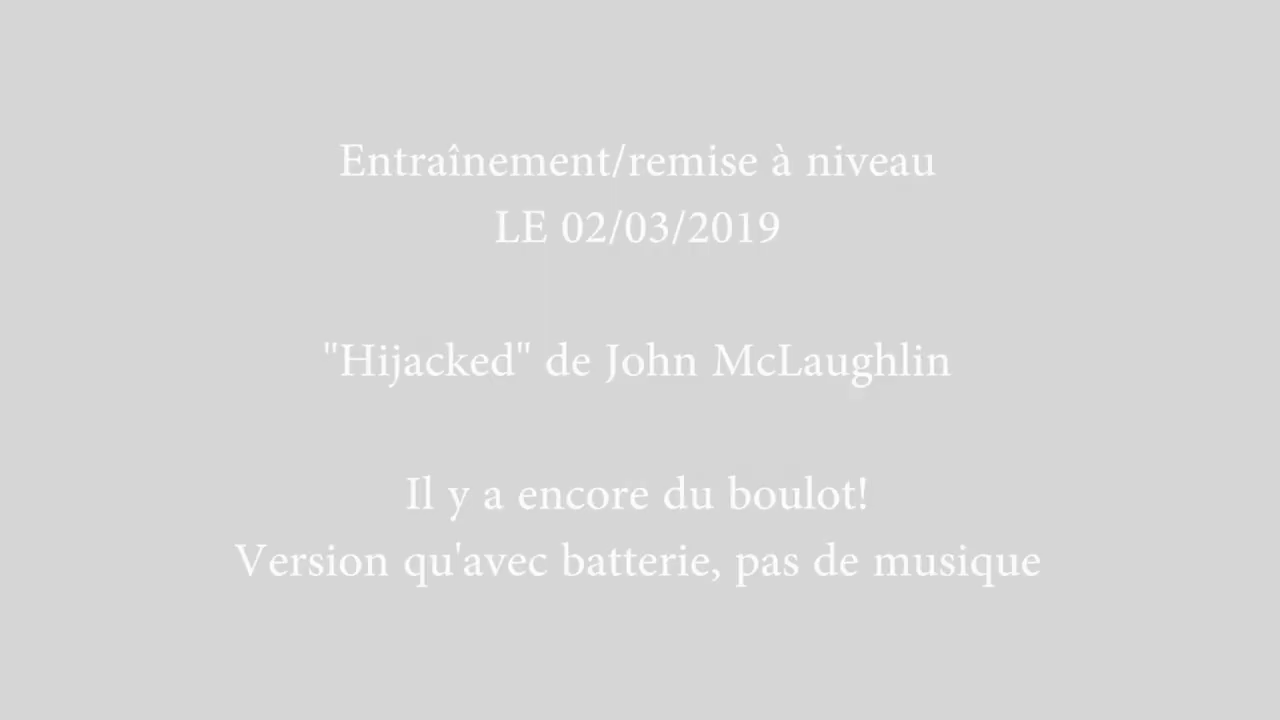 Entraînement/remise à niveau
LE 02/03/2019
"Hijacked" de John McLaughlin
Il y a encore du boulot!
Version qu'avec batterie, pas de musique